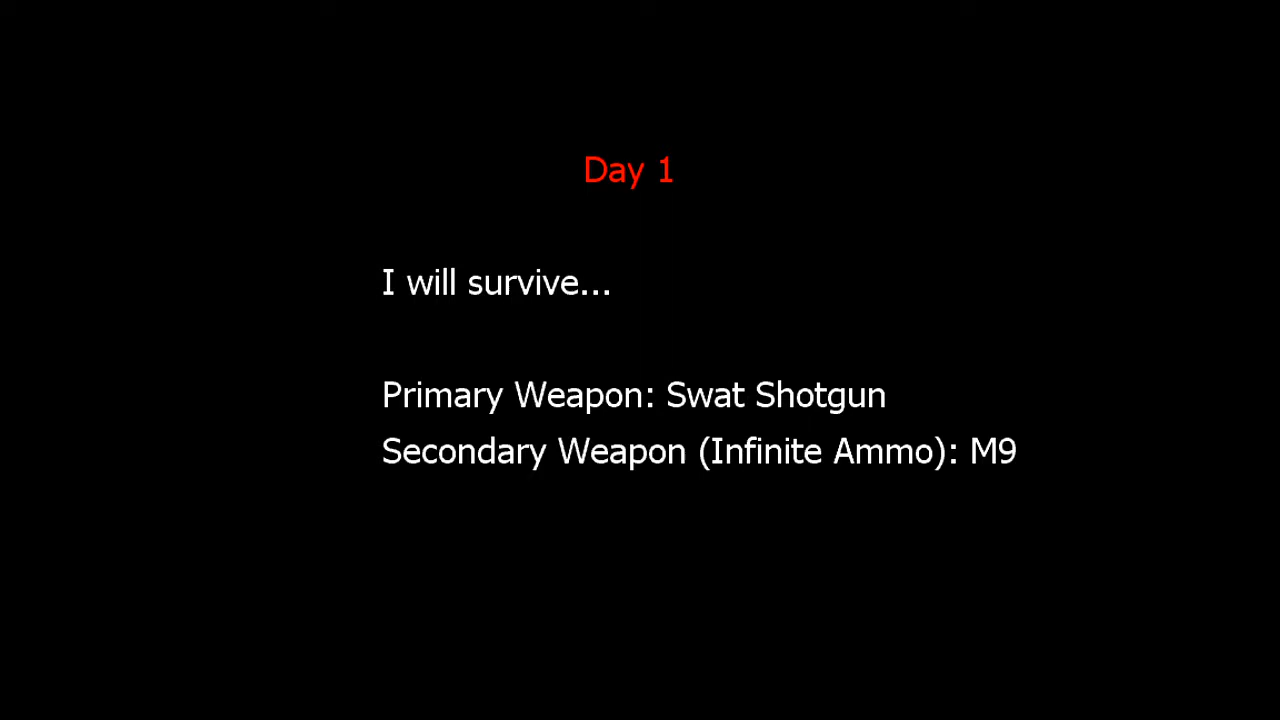 Day 1
I will survive...
Primary Weapon: Swat Shotgun
Secondary Weapon (Infinite Ammo): M9